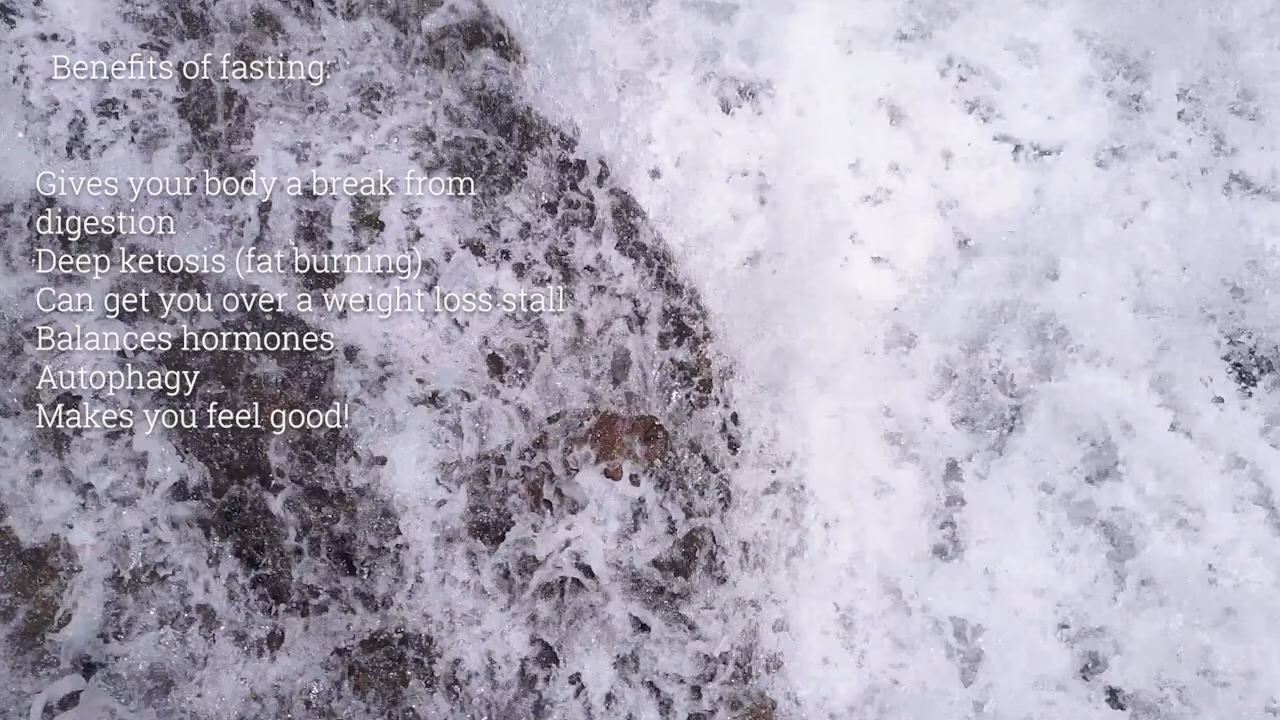 Benefits of fasting:
Gives your body a break from
digestion
Deep ketosis (fat burning)
Can get you over a weight loss stall
Balances hormones
Autophagy
Makes you feel good!